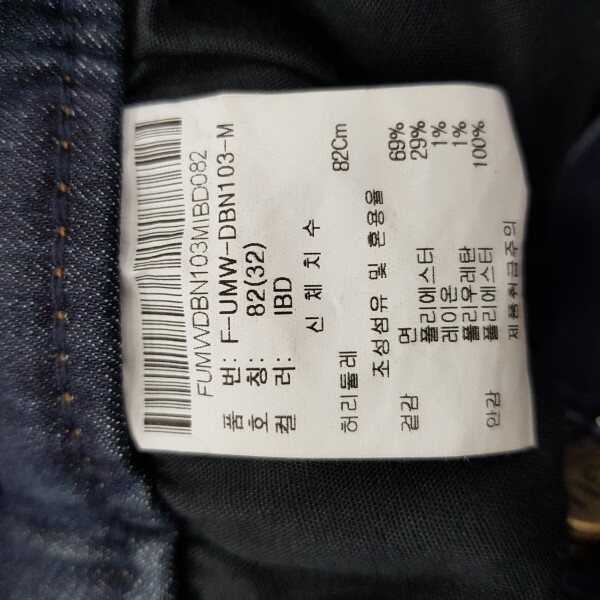 FUMWDBN103MIBD082
품 번: F-UMW-DBN103-M
호 칭: 82(32)
컬 러: IBD
신 체 치 수
허리둘레 82Cm
조성섬유 및 혼용율
겉감 면 69%
폴리에스터 29%
레이온 1%
폴리우레탄 1%
안감 폴리에스터 100%
제품취급주의